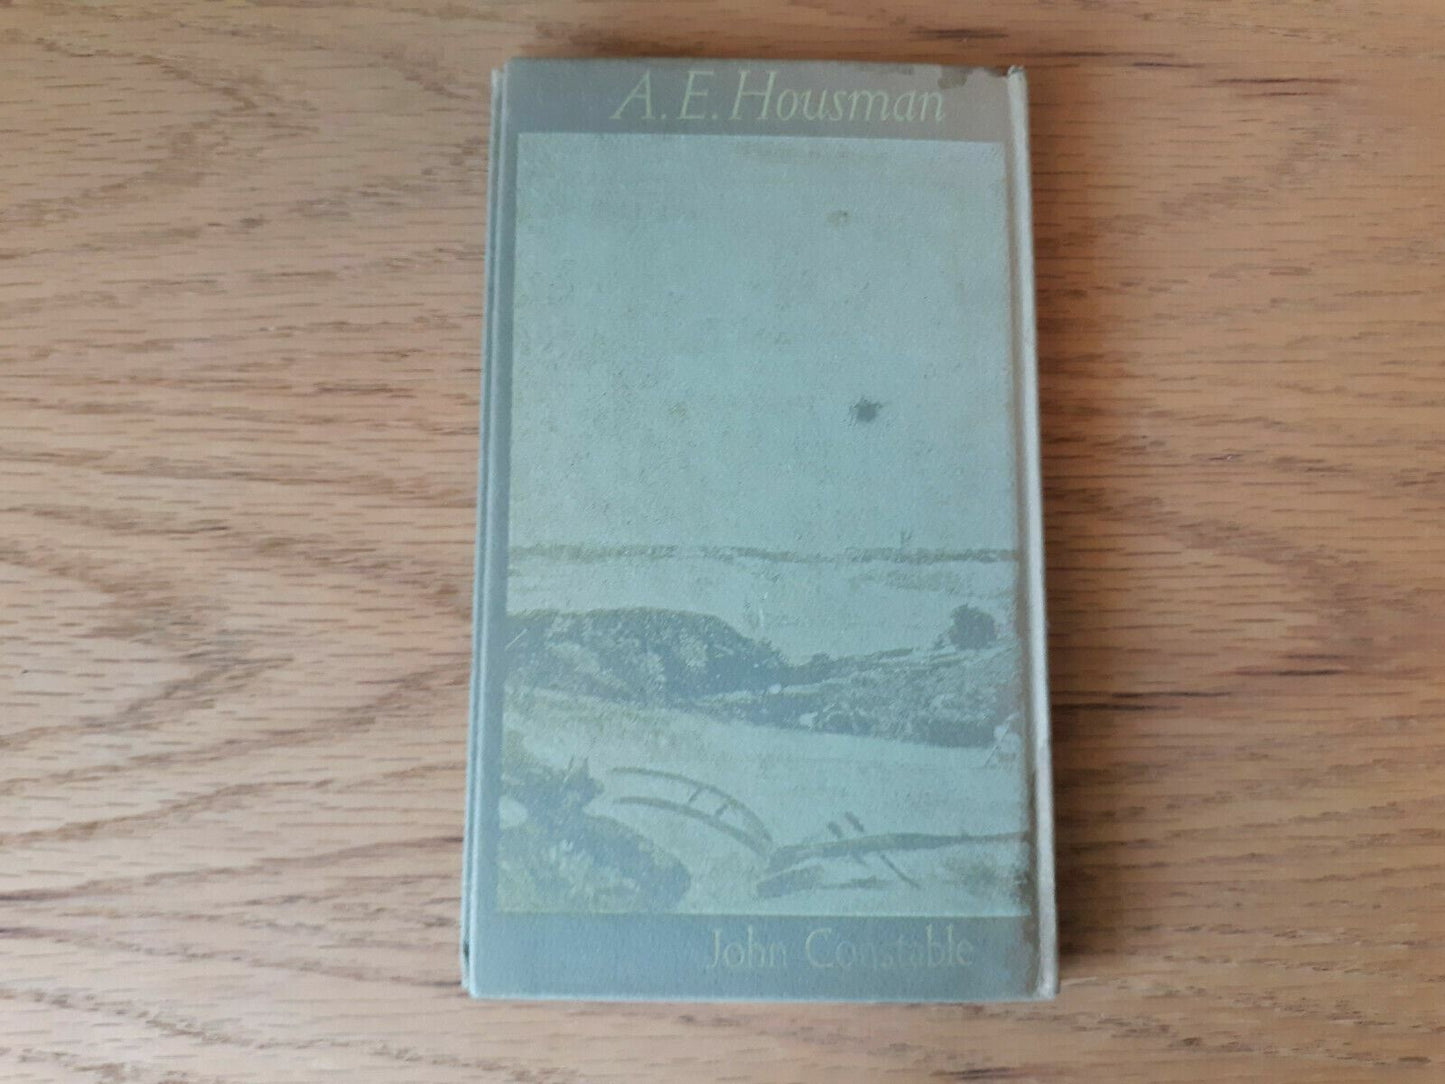 A. E. Housman
John Constable